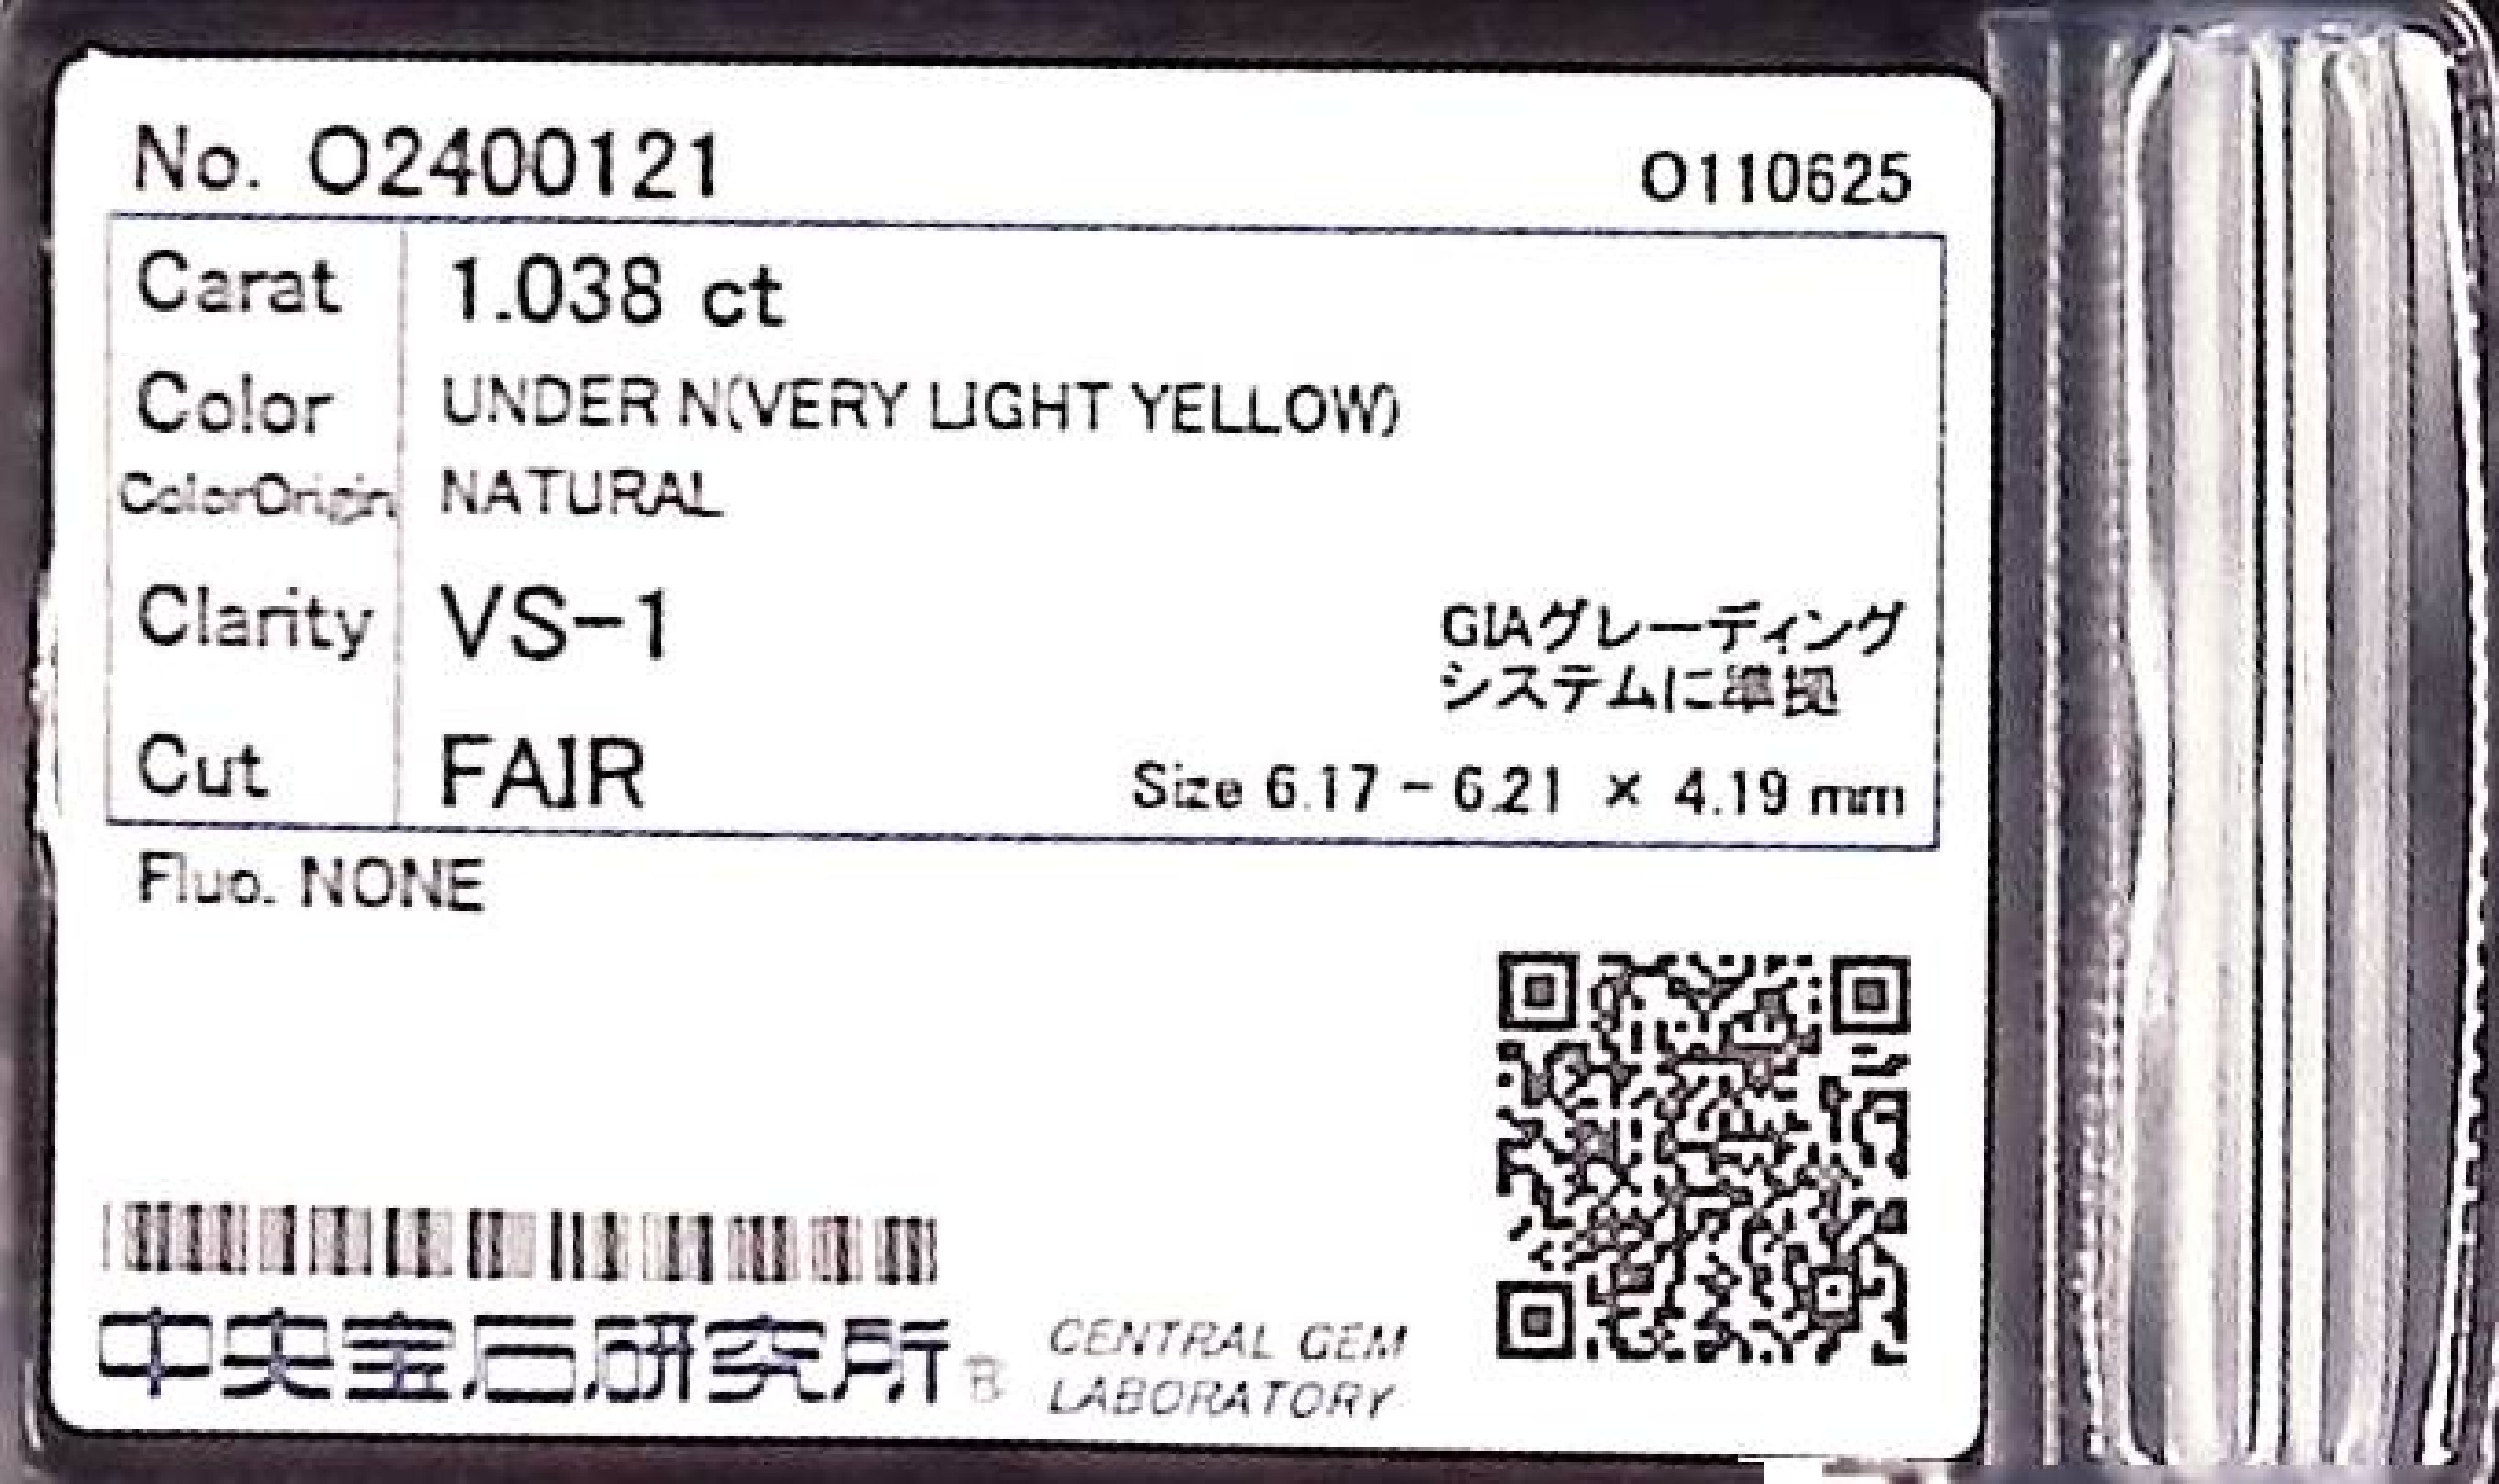 No. O2400121 O110625
Carat 1.038 ct
Color UNDER N(VERY LIGHT YELLOW)
ColorOrigin NATURAL
Clarity VS-1
GIAグレーディング
システムに準拠
Cut FAIR Size 6.17 - 6.21 × 4.19 mm
Fluo. NONE
中央宝石研究所
CENTRAL GEM
LABORATORY